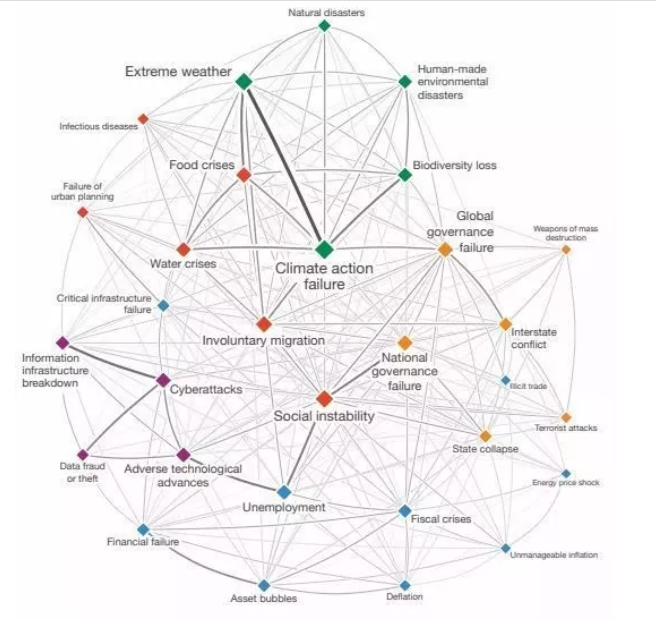 Natural disasters
Extreme weather
Human-made
environmental
disasters
Infectious diseases
Food crises
Biodiversity loss
Failure of
urban planning
Global
governance
failure
Weapons of mass
destruction
Water crises
Climate action
failure
Critical infrastructure
failure
Involuntary migration
Interstate
conflict
Information
infrastructure
breakdown
National
governance
failure
Cyberattacks
Illicit trade
Social instability
Terrorist attacks
State collapse
Data fraud
or theft
Adverse technological
advances
Energy price shock
Unemployment
Fiscal crises
Financial failure
Unmanageable inflation
Asset bubbles
Deflation